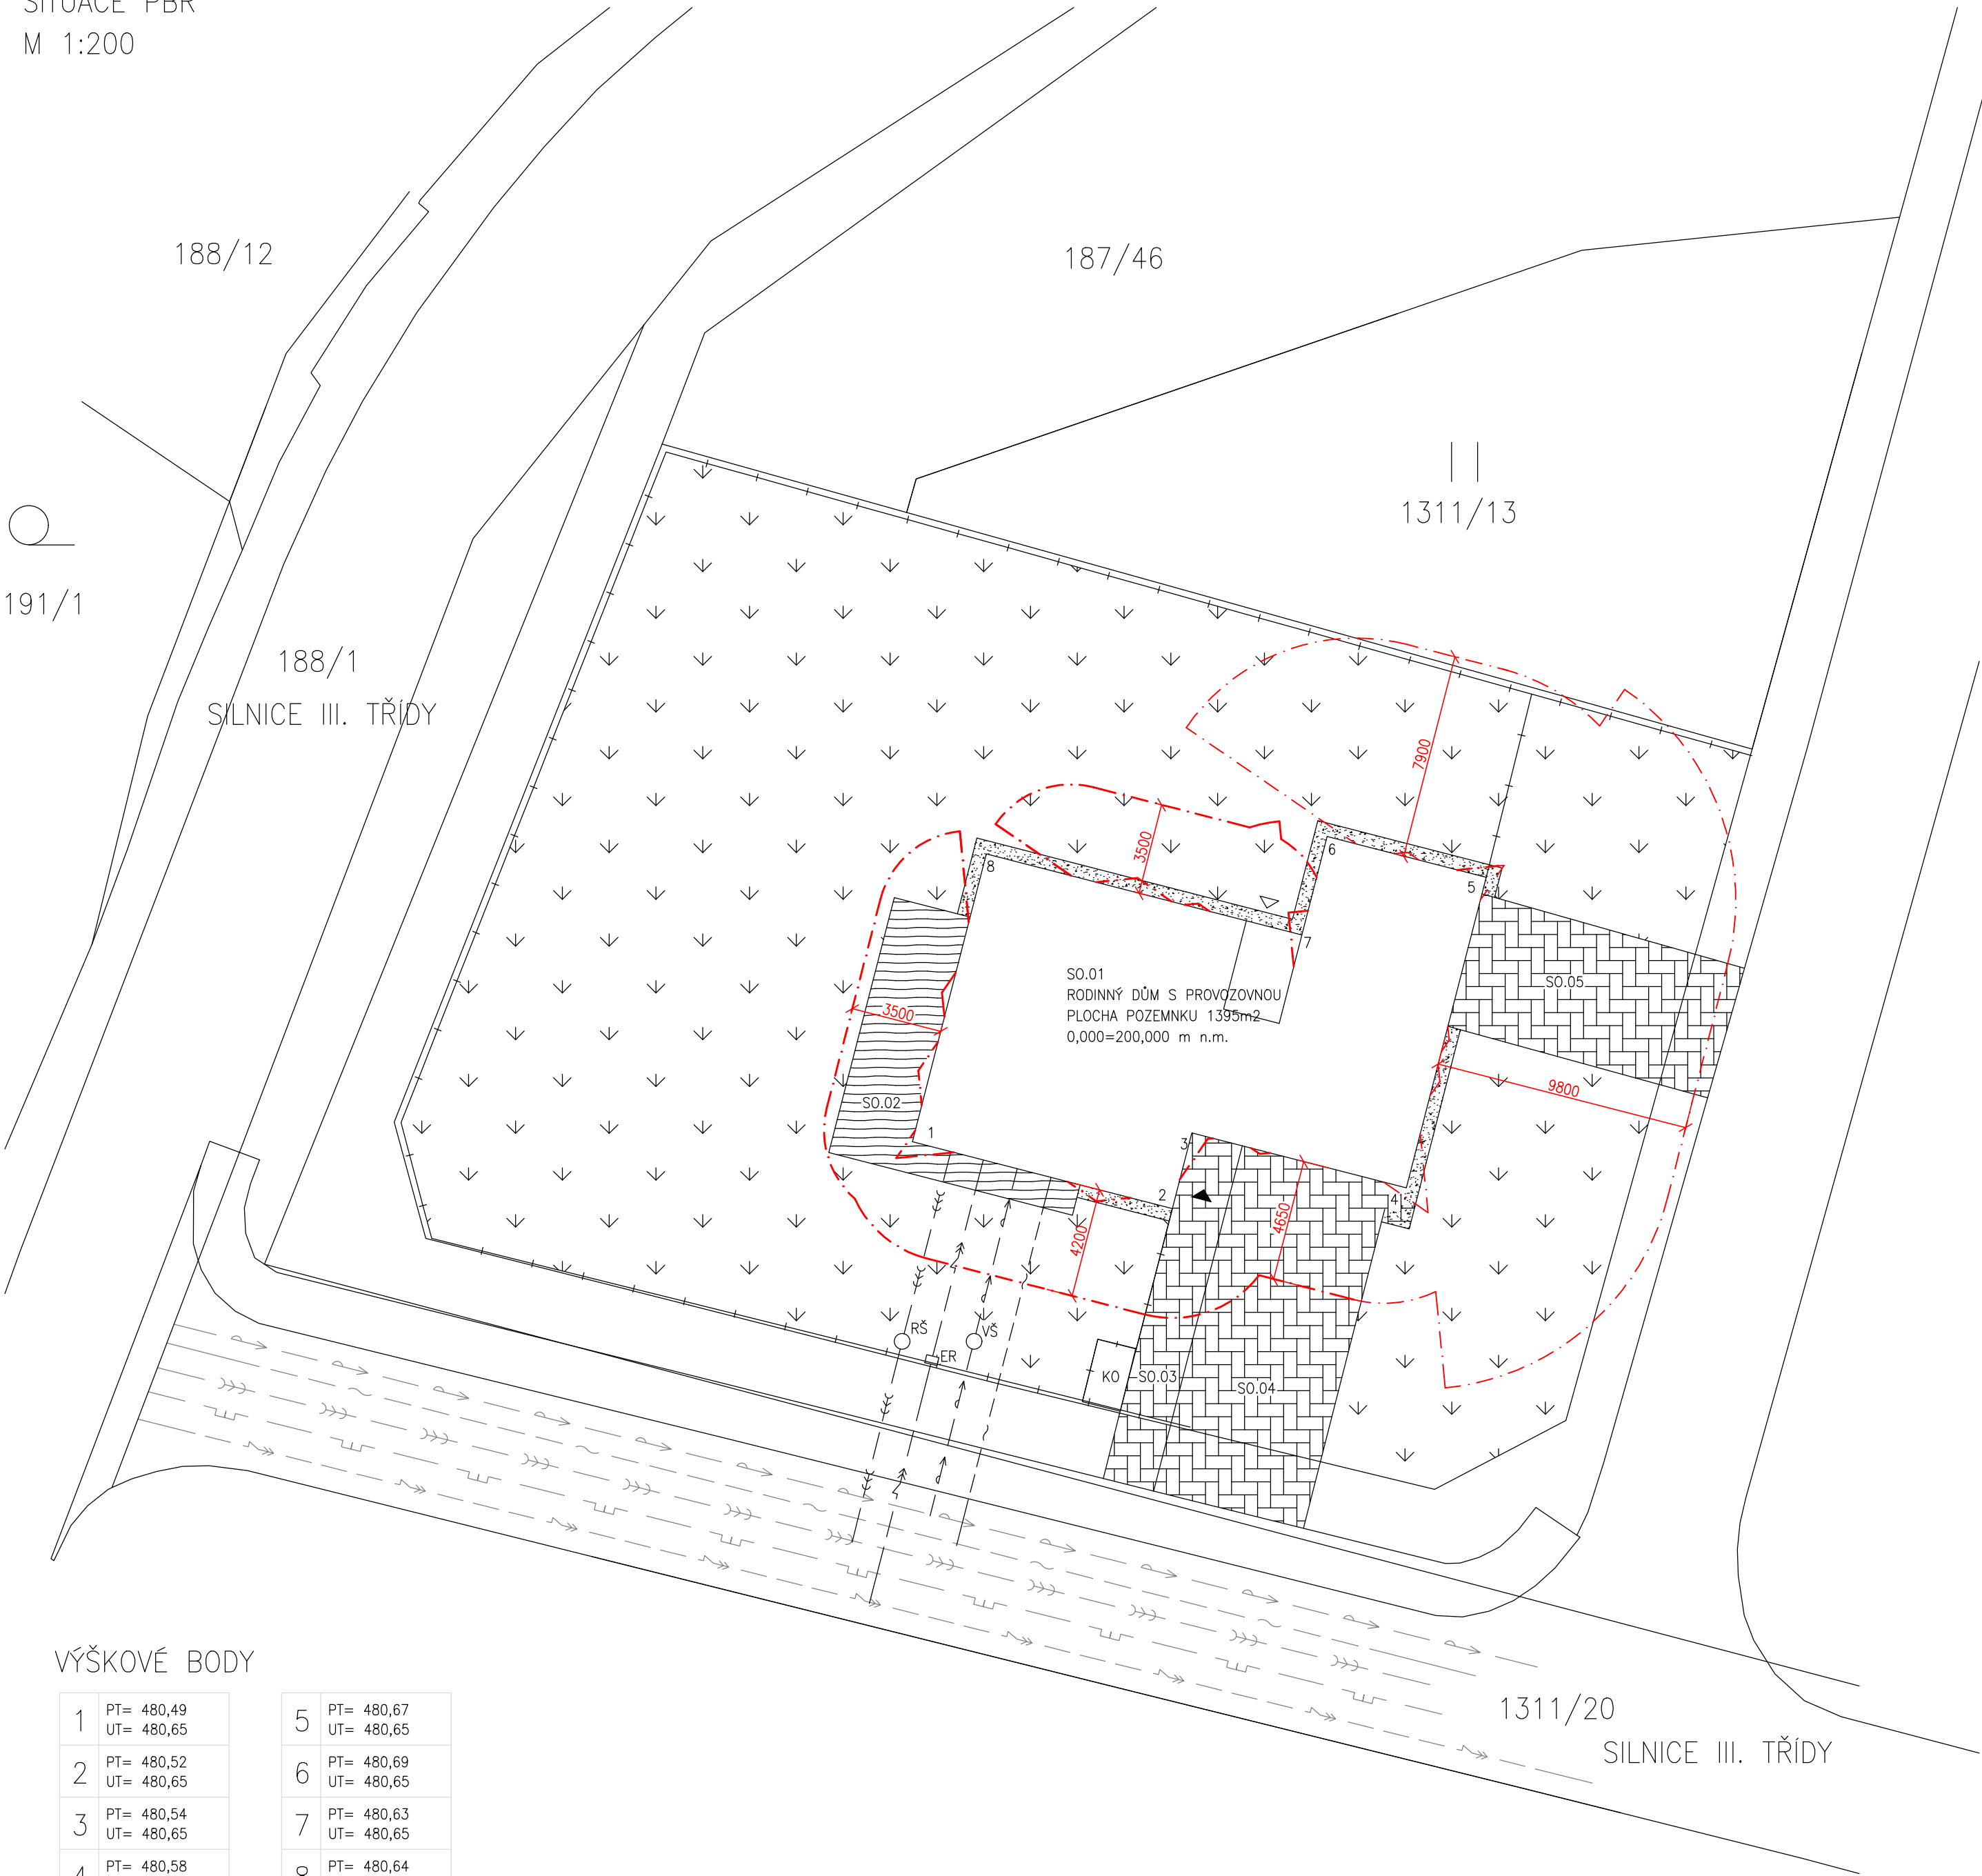 SITUACE PBŘ
M 1:200
188/12
187/46
1311/13
191/1
188/1
SILNICE III. TŘÍDY
7900
3500
6
5
8
7
SO.01
RODINNÝ DŮM S PROVOZOVNOU
PLOCHA POZEMNKU 1395m2
0,000=200,000 m n.m.
SO.05
3500
9800
SO.02
1
3
2
4
4650
4200
RŠ
VŠ
ER
KO
SO.03
SO.04
VÝŠKOVÉ BODY
1 PT= 480,49
UT= 480,65
5 PT= 480,67
UT= 480,65
2 PT= 480,52
UT= 480,65
6 PT= 480,69
UT= 480,65
3 PT= 480,54
UT= 480,65
7 PT= 480,63
UT= 480,65
4 PT= 480,58
8 PT= 480,64
1311/20
SILNICE III. TŘÍDY